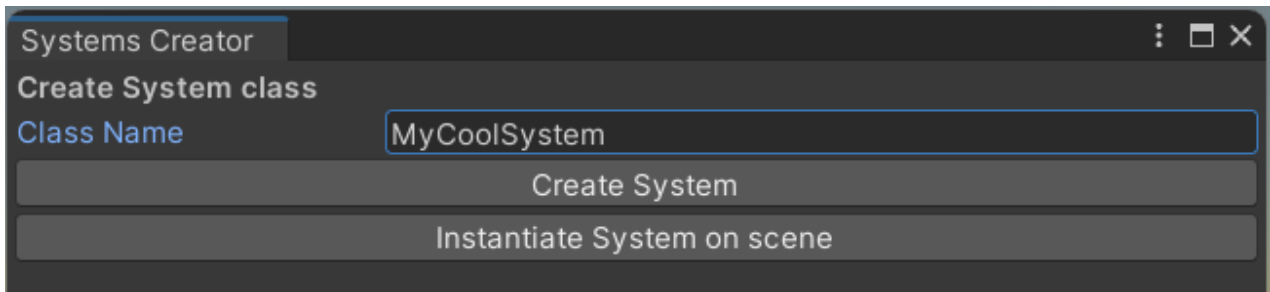 Systems Creator
Create System class
Class Name MyCoolSystem
Create System
Instantiate System on scene